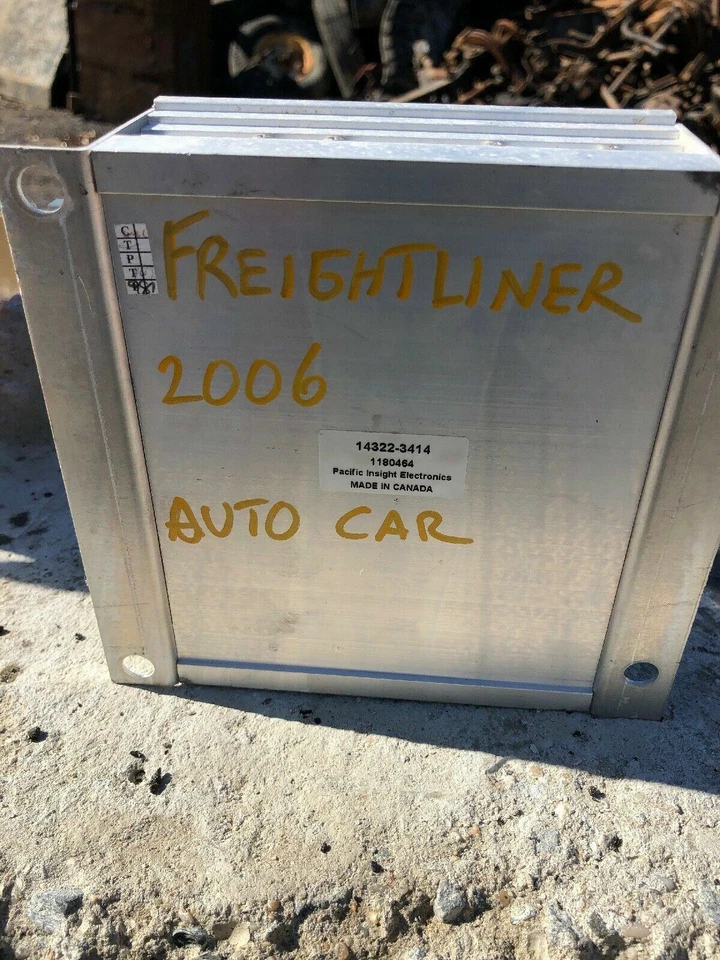 FREIGHTLINER
C
T
P
T
2006
14322-3414
1180464
Pacific Insight Electronics
MADE IN CANADA
AUTO CAR